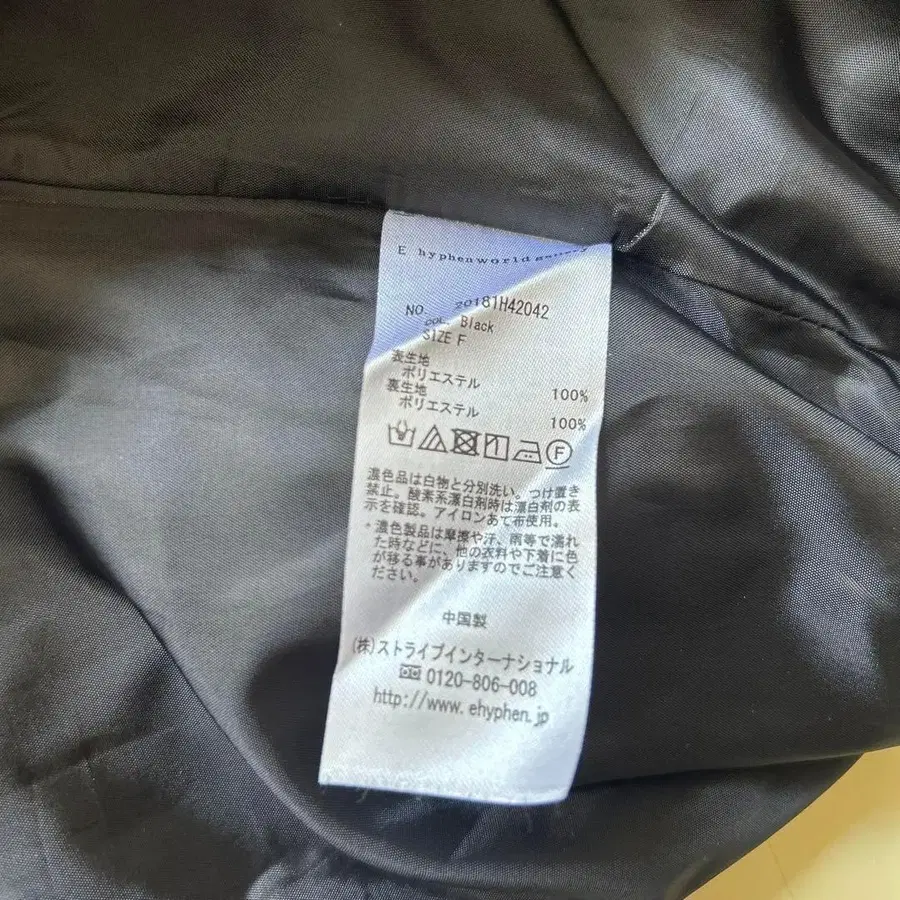 E hyphenworld gallery
NO. 20181H42042
COL. Black
SIZE F
表生地
ポリエステル 100%
裏生地
ポリエステル 100%
F
濃色品は白物と分別洗い。つけ置き
禁止。酸素系漂白剤時は漂白剤の表
示を確認。アイロンあて布使用。
*濃色製品は摩擦や汗、雨等で濡れ
た時などに、他の衣料や下着に色
が移る事がありますのでご注意く
ださい。
中国製
(株)ストライプインターナショナル
0120-806-008
http://www.ehyphen.jp